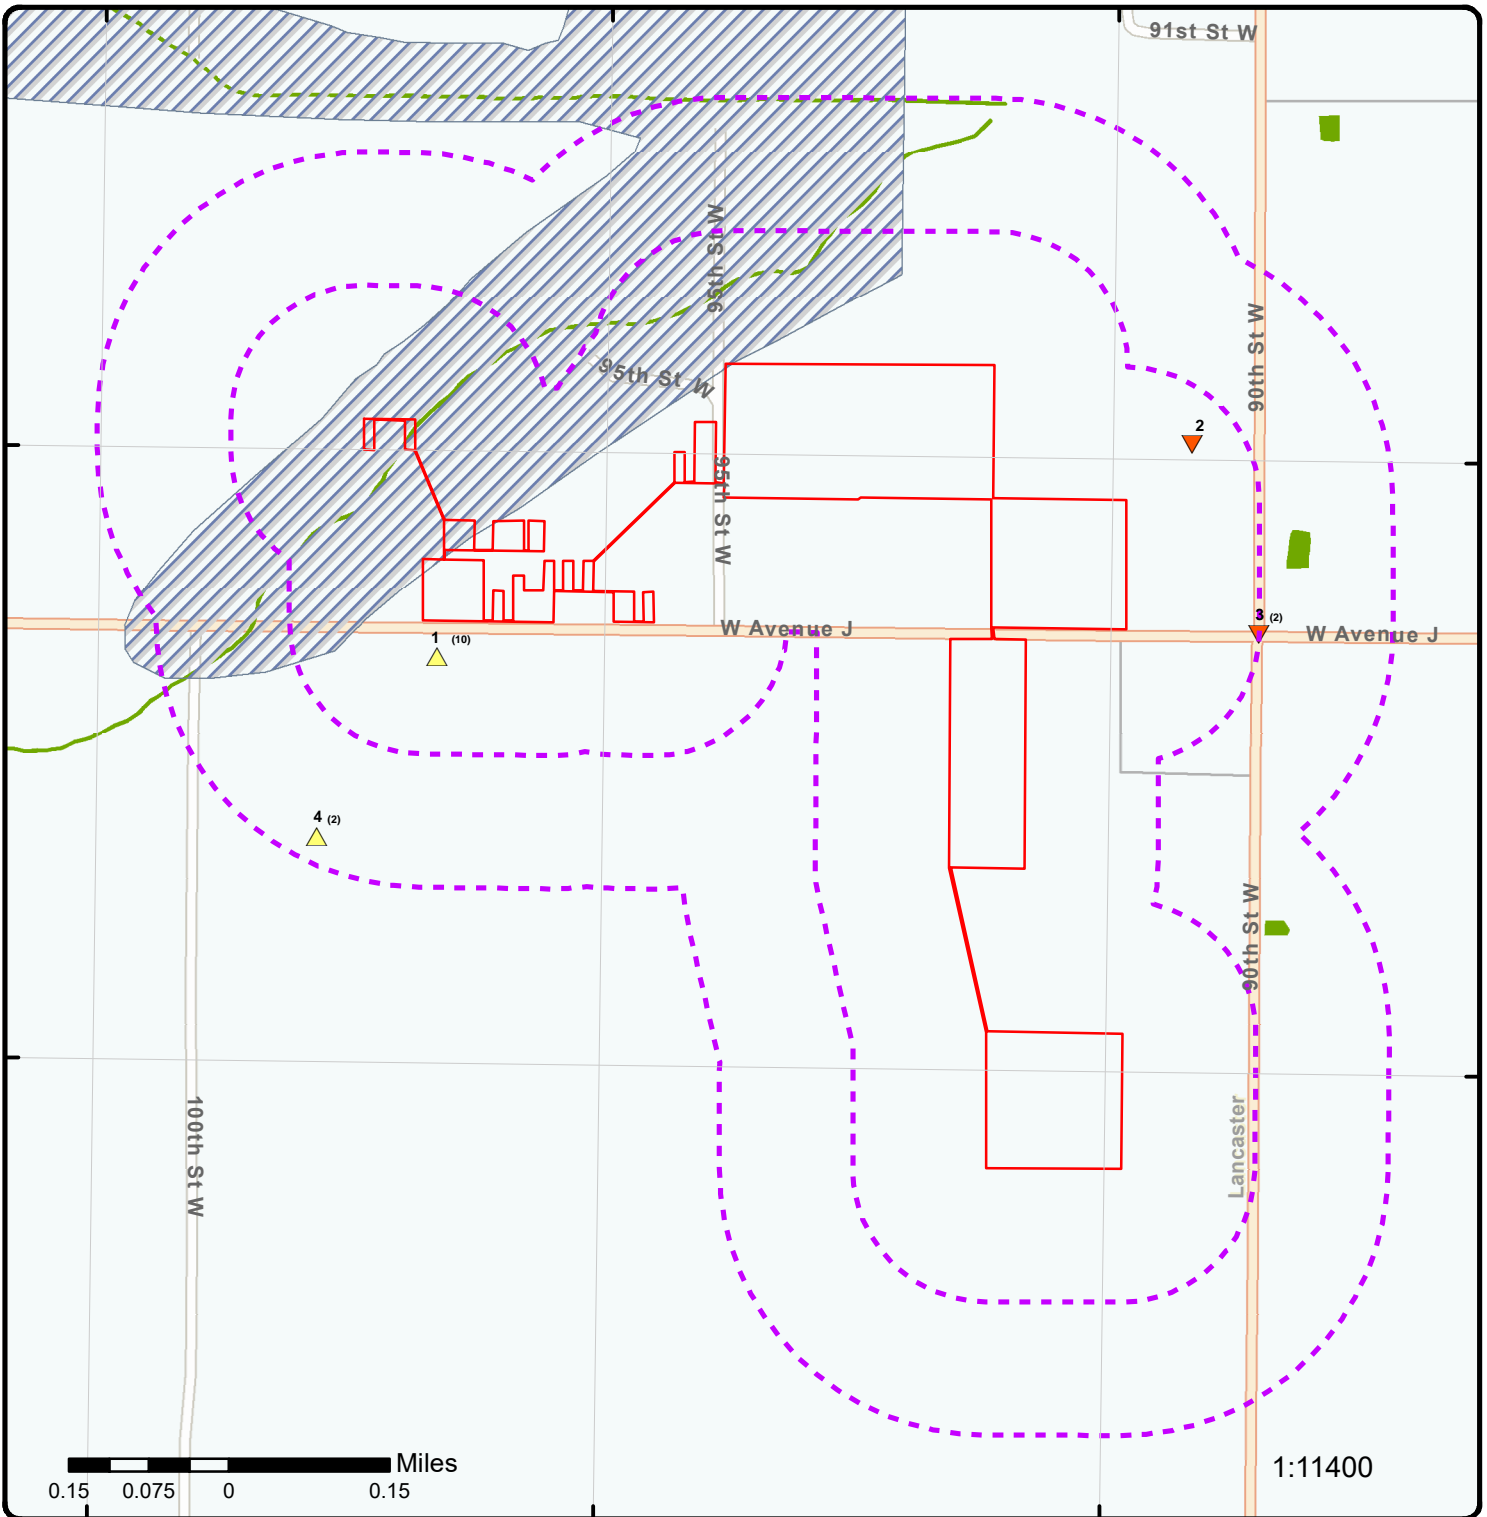 91st St W
95th St W
90th St W
95th St W
2
95th St W
3 (2)
W Avenue J
W Avenue J
1 (10)
4 (2)
90th St W
100th St W
Lancaster
Miles
1:11400
0.15 0.075 0 0.15